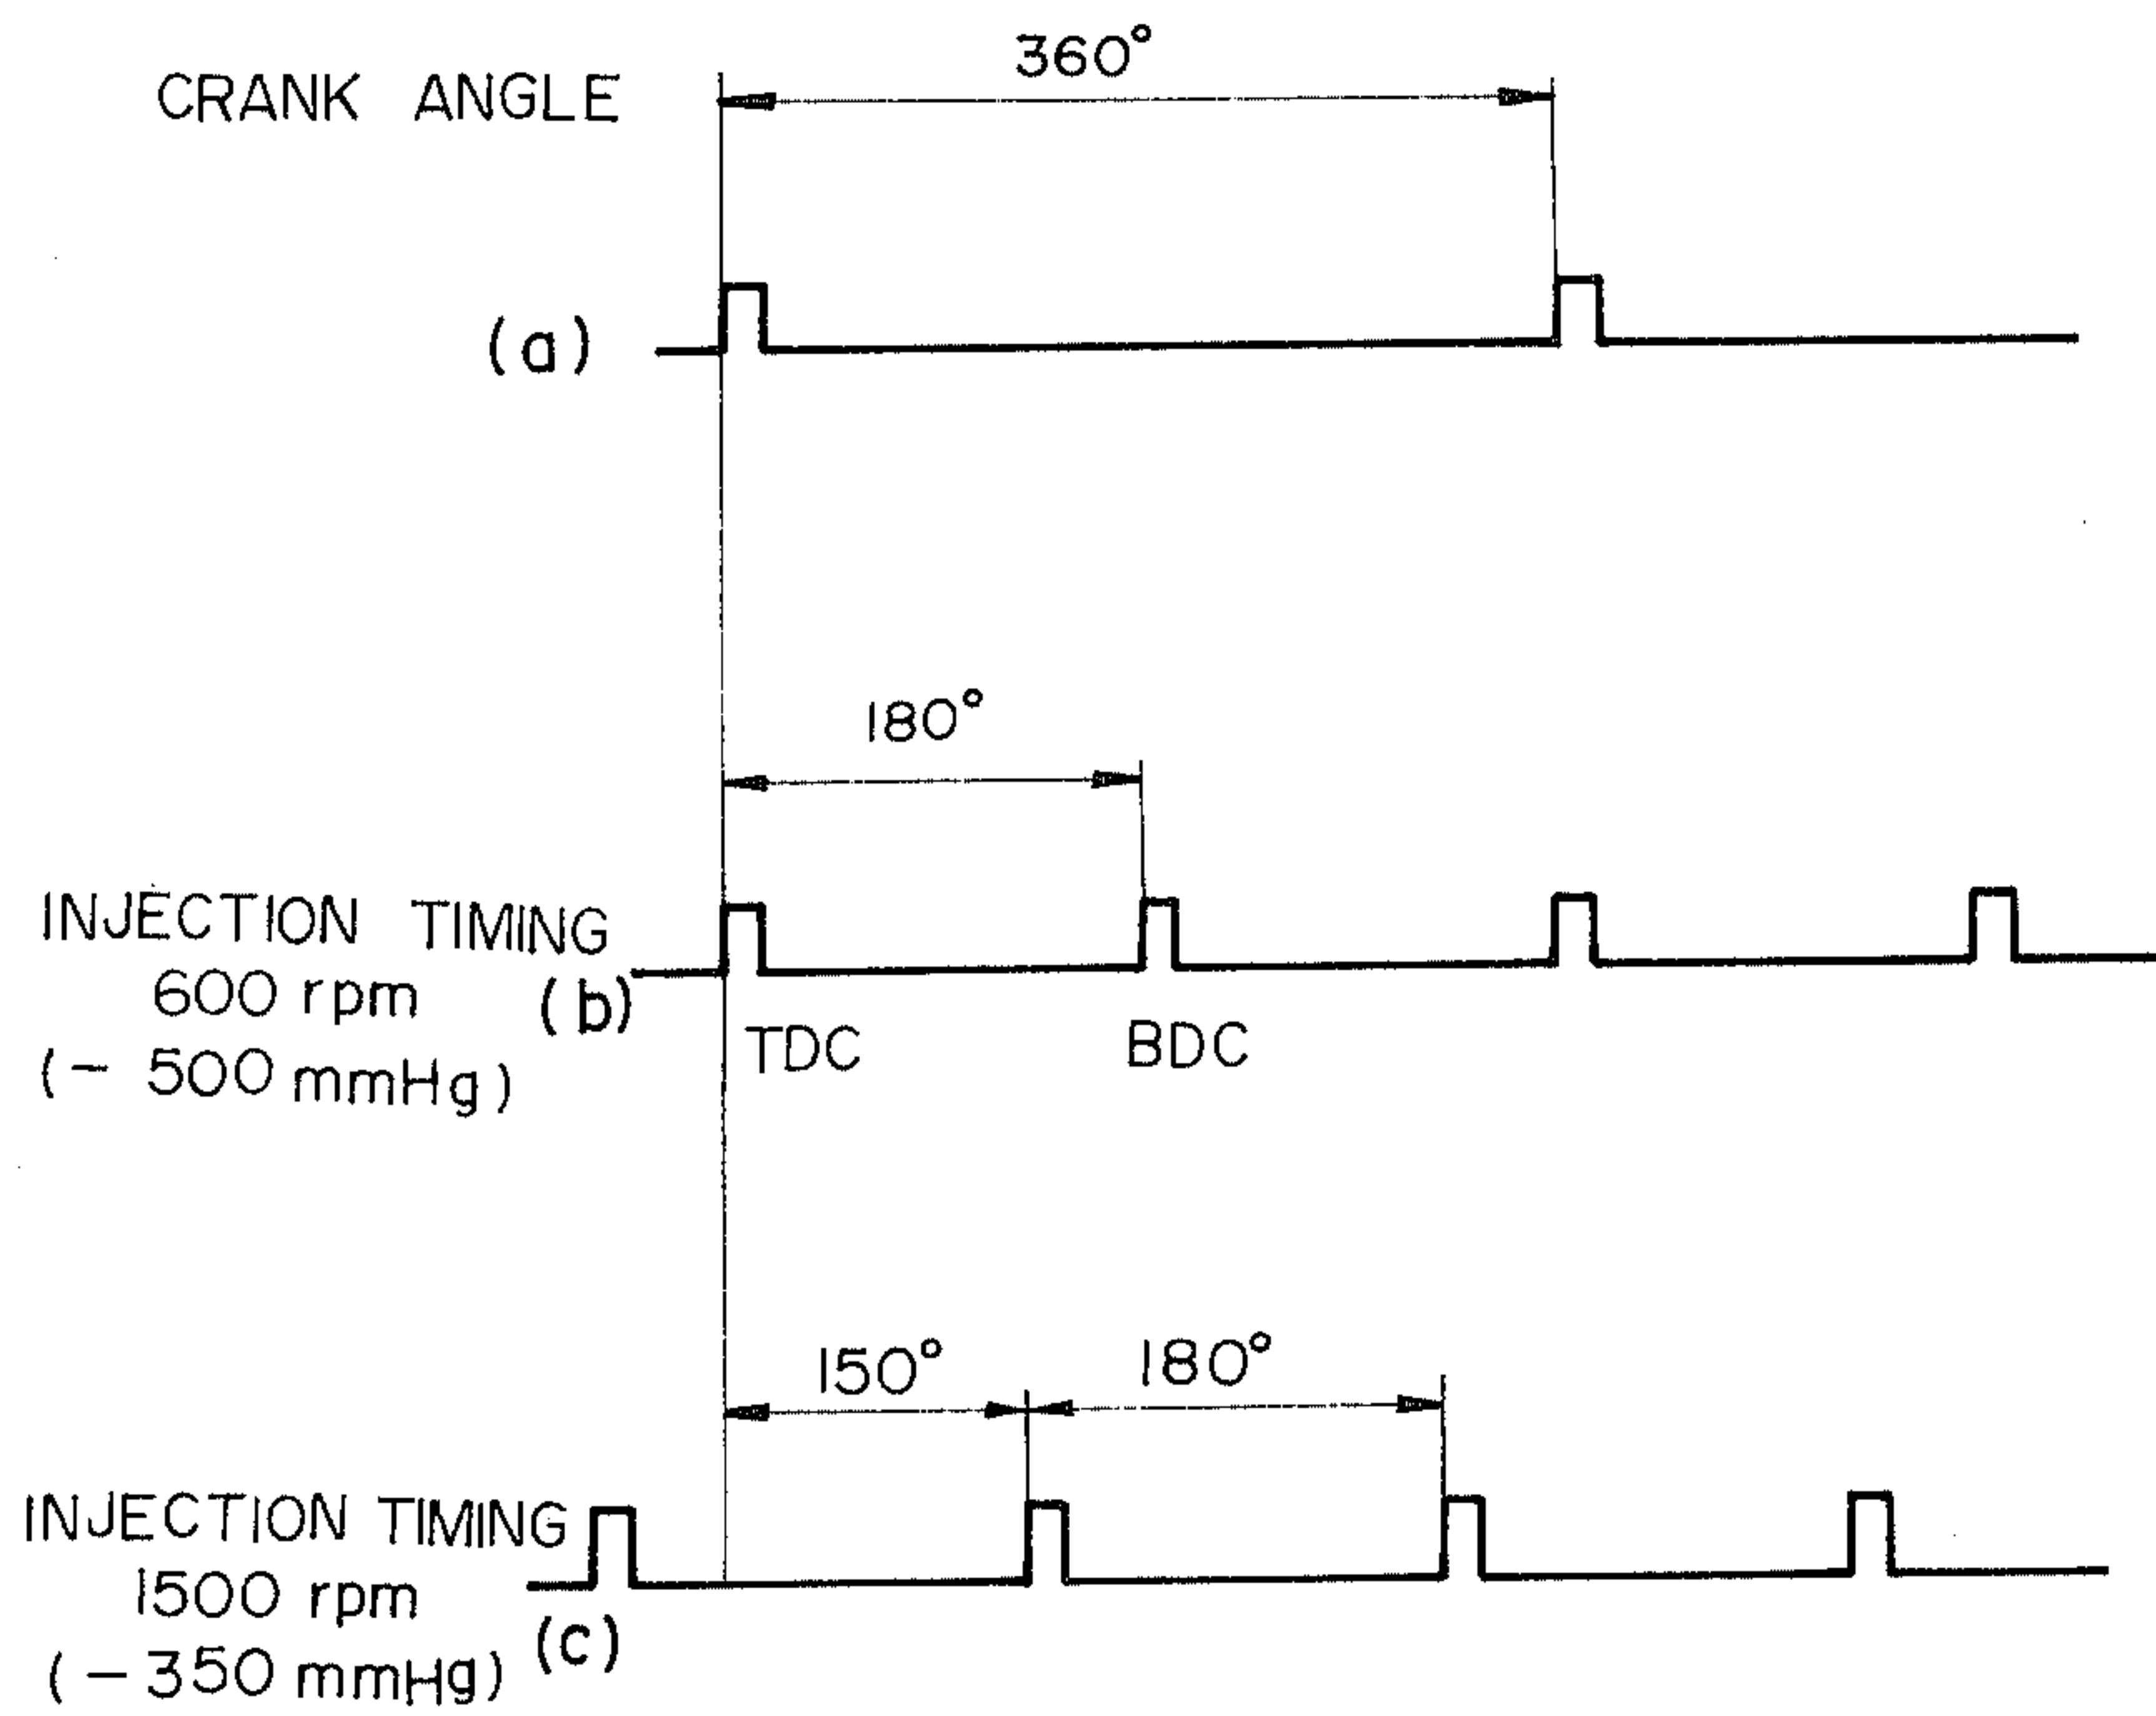 360°
CRANK ANGLE
(a)
180°
INJECTION TIMING
600 rpm
(b)
(- 500 mmHg)
TDC
BDC
150°
180°
INJECTION TIMING
1500 rpm
(c)
(-350 mmHg)